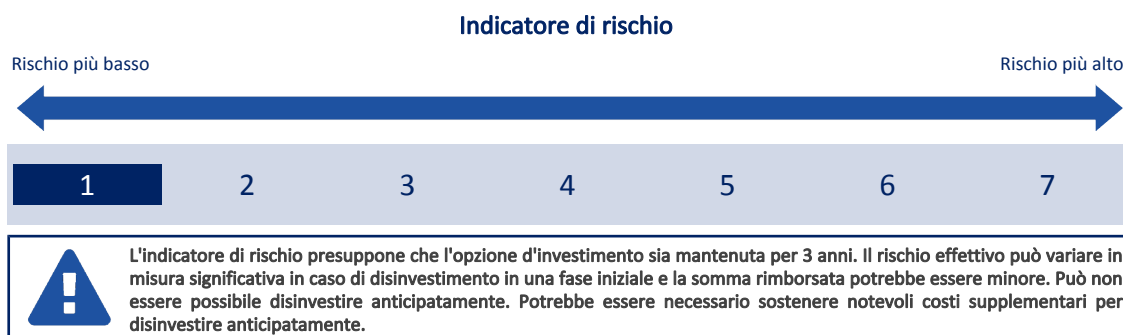 Indicatore di rischio
Rischio più basso
Rischio più alto
1 2 3 4 5 6 7
L'indicatore di rischio presuppone che l'opzione d'investimento sia mantenuta per 3 anni. Il rischio effettivo può variare in
misura significativa in caso di disinvestimento in una fase iniziale e la somma rimborsata potrebbe essere minore. Può non
essere possibile disinvestire anticipatamente. Potrebbe essere necessario sostenere notevoli costi supplementari per
disinvestire anticipatamente.